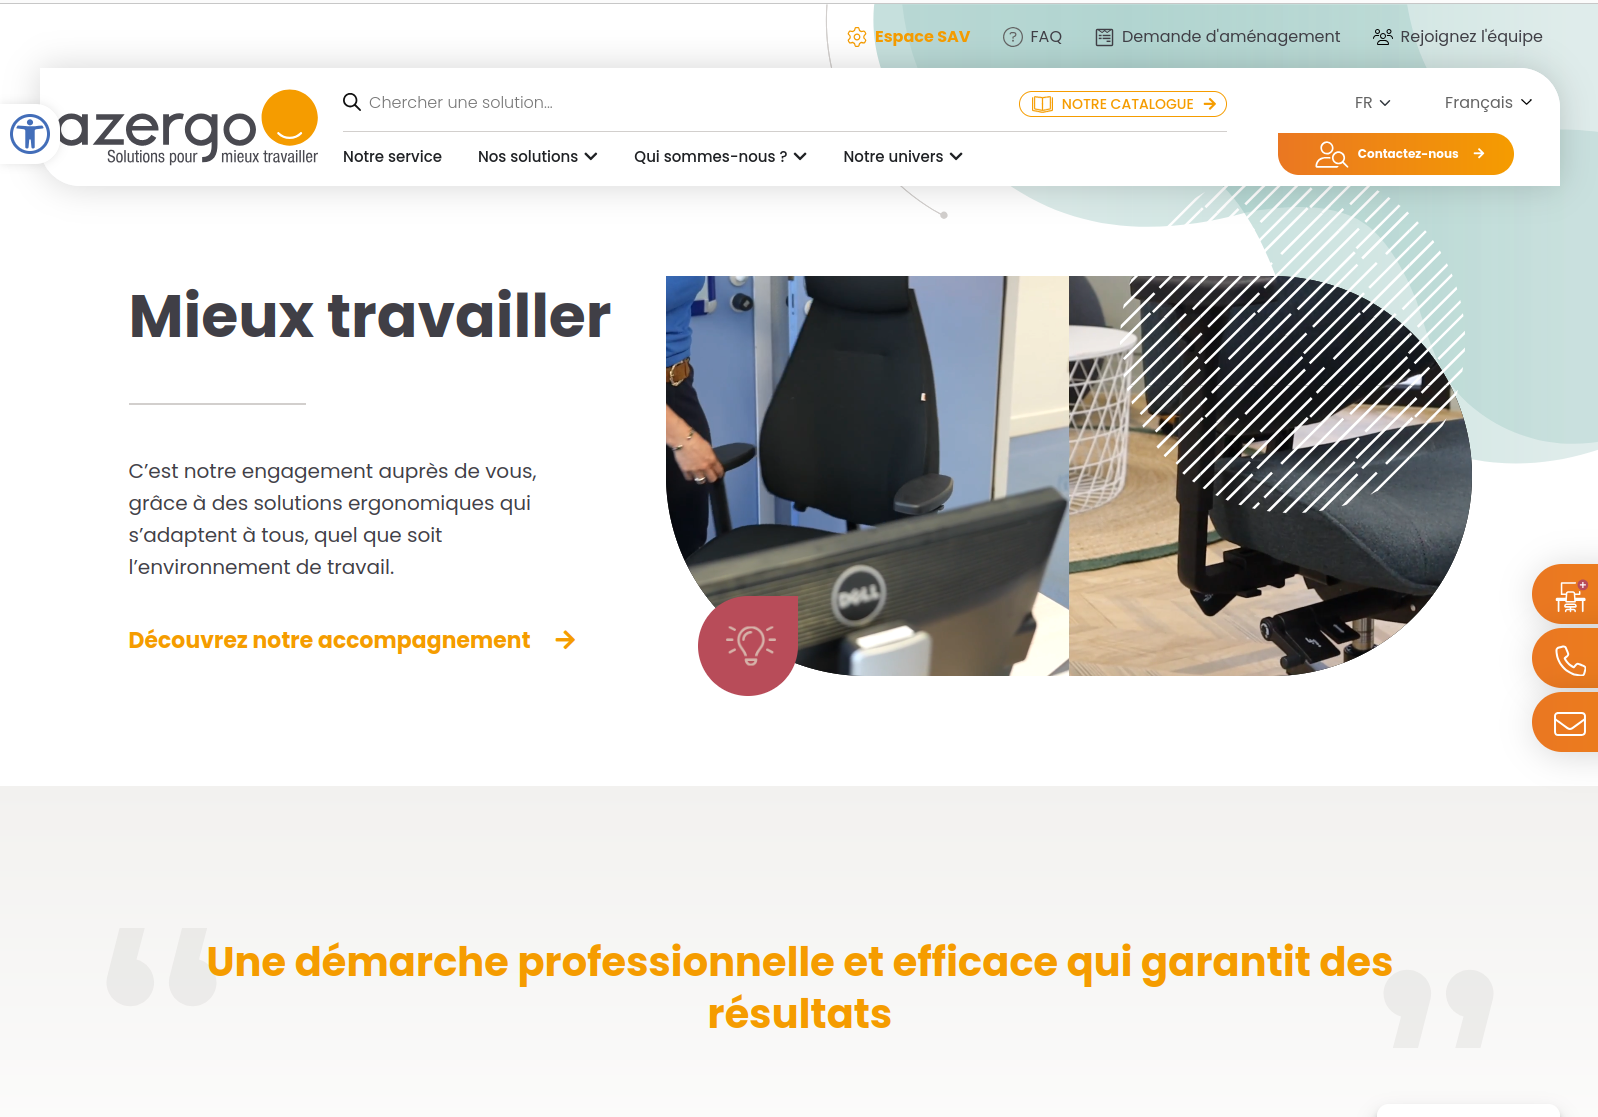 Espace SAV
FAQ
Demande d'aménagement
Rejoignez l'équipe
azergo
Solutions pour mieux travailler
Chercher une solution...
NOTRE CATALOGUE
FR
Français
Notre service
Nos solutions
Qui sommes-nous ?
Notre univers
Contactez-nous
Mieux travailler
C’est notre engagement auprès de vous,
grâce à des solutions ergonomiques qui
s’adaptent à tous, quel que soit
l’environnement de travail.
Découvrez notre accompagnement
DELL
“Une démarche professionnelle et efficace qui garantit des
résultats”